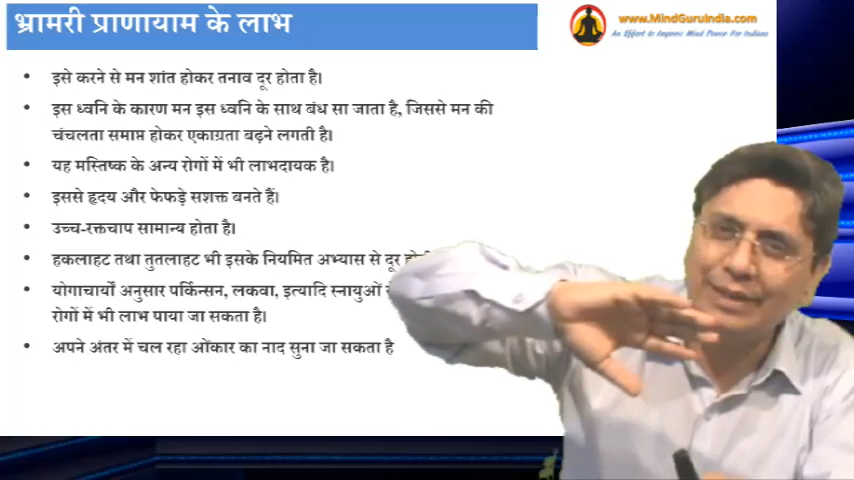 भ्रामरी प्राणायाम के लाभ
www.MindGuruIndia.com
An Effort to Improve Mind Power For Indians
• इसे करने से मन शांत होकर तनाव दूर होता है।
• इस ध्वनि के कारण मन इस ध्वनि के साथ बंध सा जाता है, जिससे मन की
चंचलता समाप्त होकर एकाग्रता बढ़ने लगती है।
• यह मस्तिष्क के अन्य रोगों में भी लाभदायक है।
• इससे हृदय और फेफड़े सशक्त बनते हैं।
• उच्च-रक्तचाप सामान्य होता है।
• हकलाहट तथा तुतलाहट भी इसके नियमित अभ्यास से दूर
• योगाचार्यों अनुसार पर्किन्सन, लकवा, इत्यादि स्नायुओं
रोगों में भी लाभ पाया जा सकता है।
• अपने अंतर में चल रहा ओंकार का नाद सुना जा सकता है